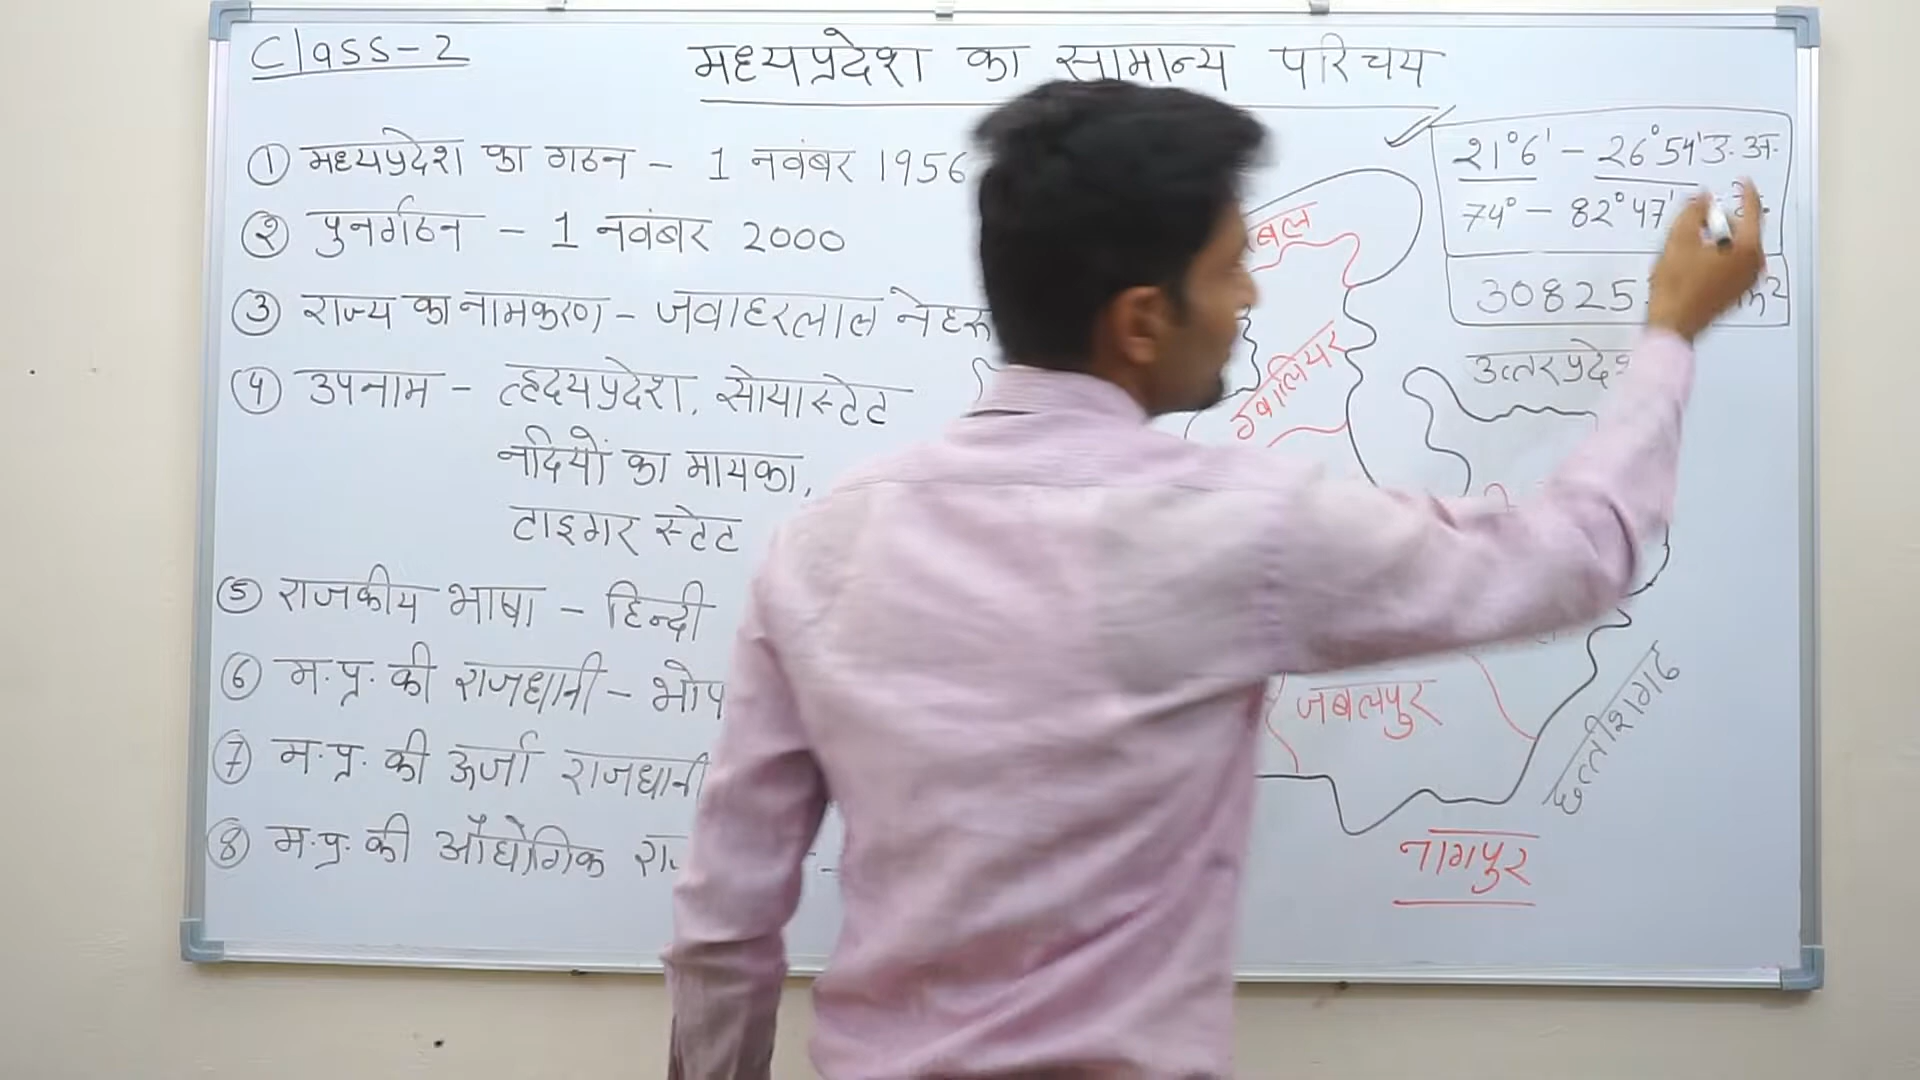 Class-2
मध्यप्रदेश का सामान्य परिचय
① मध्यप्रदेश का गठन - 1 नवंबर 1956
② पुनर्गठन - 1 नवंबर 2000
③ राज्य का नामकरण - जवाहरलाल नेहरू
④ उपनाम - ह्दयप्रदेश, सोयास्टेट
नदियों का मायका,
टाइगर स्टेट
⑤ राजकीय भाषा - हिन्दी
⑥ म.प्र. की राजधानी - भोप
⑦ म.प्र. की ऊर्जा राजधानी
⑧ म.प्र. की औद्योगिक रा
21°6' - 26°54' उ.अ.
74° - 82°47'
30825
उत्तरप्रदेश
ग्वालियर
जबलपुर
छत्तीशगढ
नागपुर